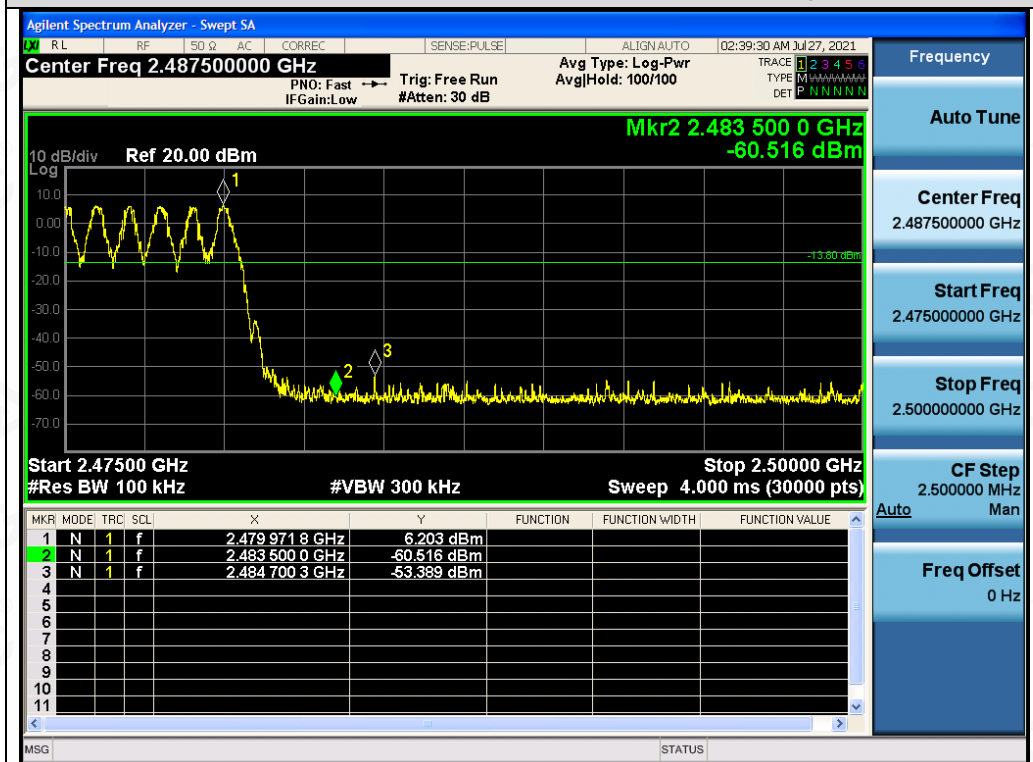 Agilent Spectrum Analyzer - Swept SA
LXI RL RF 50 Ω AC CORREC SENSE:PULSE ALIGN AUTO 02:39:30 AM Jul 27, 2021
Center Freq 2.487500000 GHz
PNO: Fast
IFGain:Low
Trig: Free Run
#Atten: 30 dB
Avg Type: Log-Pwr
Avg|Hold: 100/100
TRACE 1 2 3 4 5 6
TYPE M
DET P N N N N N
Mkr2 2.483 500 0 GHz
-60.516 dBm
10 dB/div Ref 20.00 dBm
Log
10.0
0.00
-10.0
-20.0
-30.0
-40.0
-50.0
-60.0
-70.0
1
2
3
-13.80 dBm
Start 2.47500 GHz Stop 2.50000 GHz
#Res BW 100 kHz #VBW 300 kHz Sweep 4.000 ms (30000 pts)
MKR MODE TRC SCL X Y FUNCTION FUNCTION WIDTH FUNCTION VALUE
1 N 1 f 2.479 971 8 GHz 6.203 dBm
2 N 1 f 2.483 500 0 GHz -60.516 dBm
3 N 1 f 2.484 700 3 GHz -53.389 dBm
4
5
6
7
8
9
10
11
MSG STATUS
Frequency
Auto Tune
Center Freq
2.487500000 GHz
Start Freq
2.475000000 GHz
Stop Freq
2.500000000 GHz
CF Step
2.500000 MHz
Auto Man
Freq Offset
0 Hz